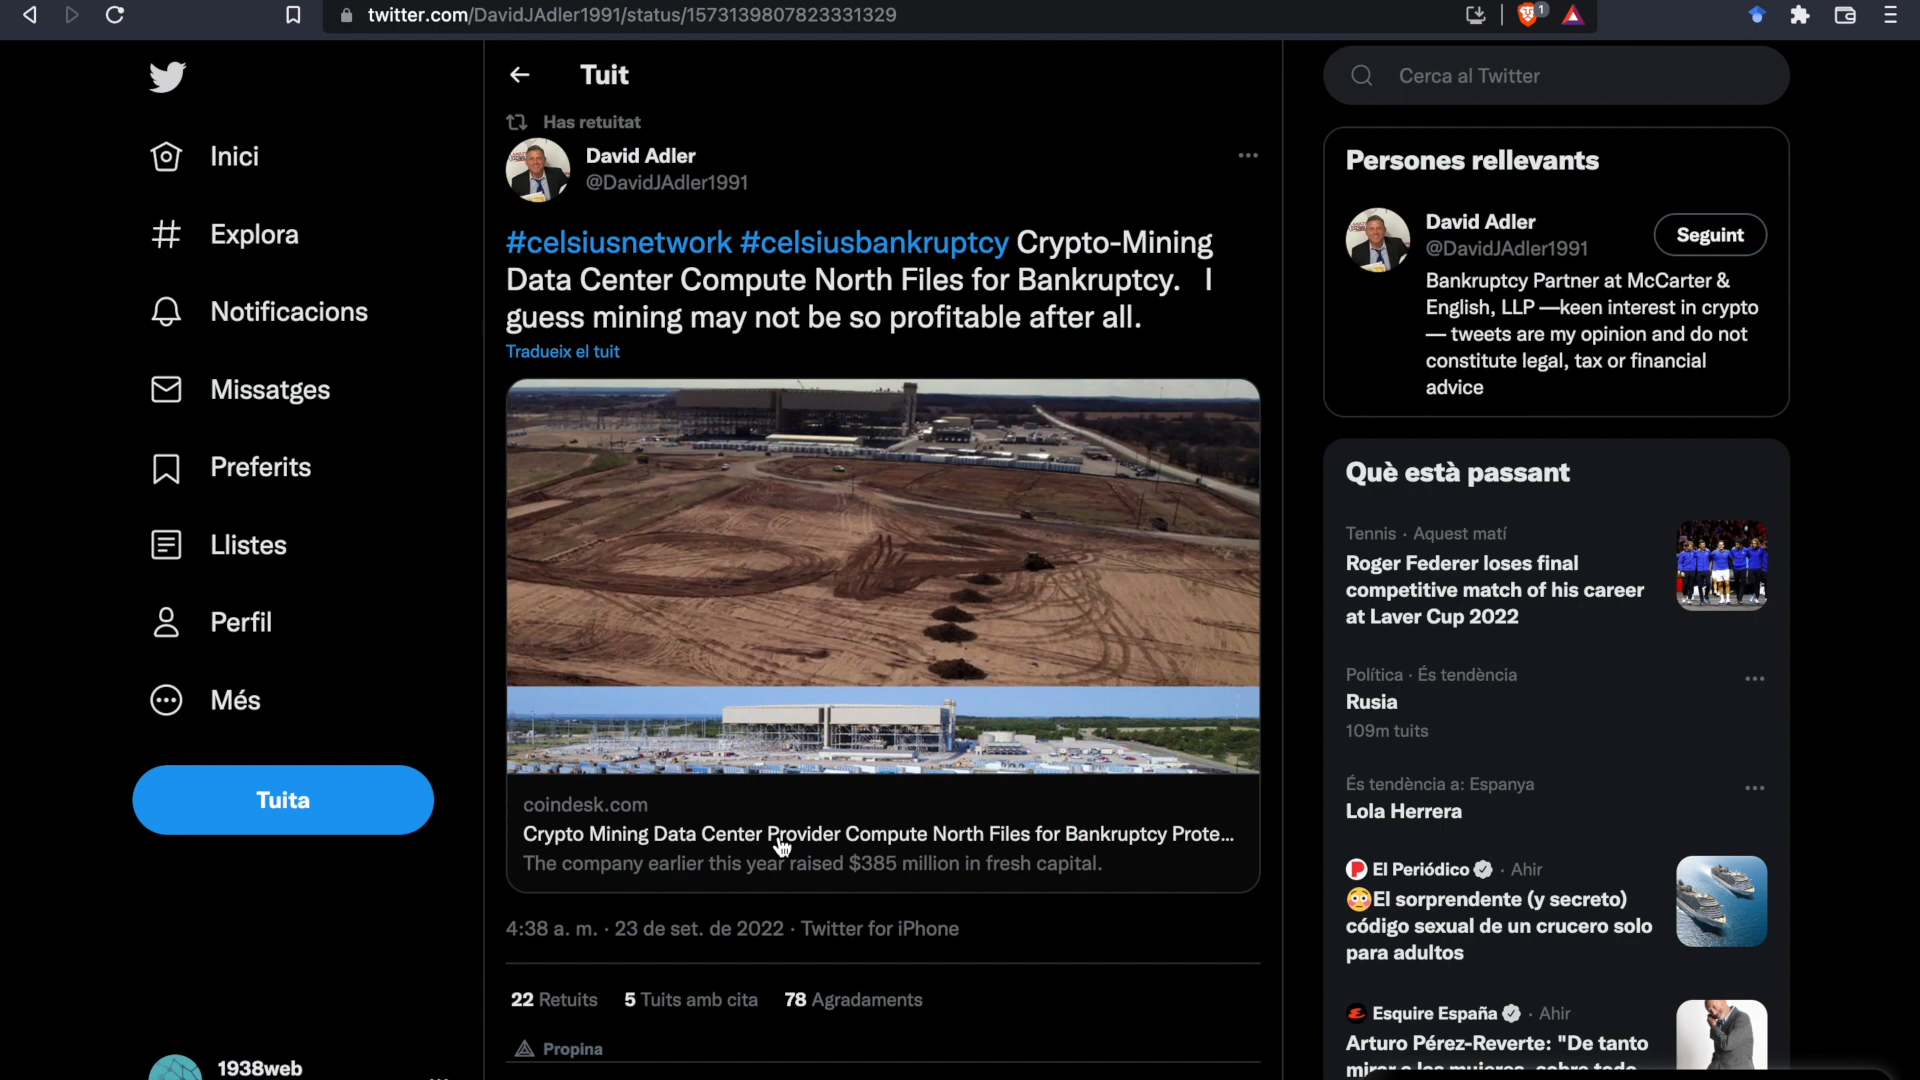 twitter.com/DavidJAdler1991/status/1573139807823331329
1
Inici
Explora
Notificacions
Missatges
Preferits
Llistes
Perfil
Més
Tuita
1938web
Tuit
Has retuitat
David Adler
@DavidJAdler1991
#celsiusnetwork #celsiusbankruptcy Crypto-Mining
Data Center Compute North Files for Bankruptcy. I
guess mining may not be so profitable after all.
Tradueix el tuit
coindesk.com
Crypto Mining Data Center Provider Compute North Files for Bankruptcy Prote...
The company earlier this year raised $385 million in fresh capital.
4:38 a. m. · 23 de set. de 2022 · Twitter for iPhone
22 Retuits 5 Tuits amb cita 78 Agradaments
Propina
Cerca al Twitter
Persones rellevants
David Adler
@DavidJAdler1991
Seguint
Bankruptcy Partner at McCarter &
English, LLP —keen interest in crypto
— tweets are my opinion and do not
constitute legal, tax or financial
advice
Què està passant
Tennis · Aquest matí
Roger Federer loses final
competitive match of his career
at Laver Cup 2022
Política · És tendència
Rusia
109m tuits
És tendència a: Espanya
Lola Herrera
El Periódico · Ahir
😳El sorprendente (y secreto)
código sexual de un crucero solo
para adultos
Esquire España · Ahir
Arturo Pérez-Reverte: "De tanto
mirar a las mujeres, sobre todo